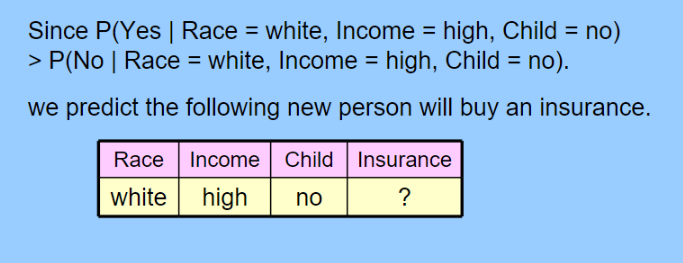 Since P(Yes | Race = white, Income = high, Child = no)
> P(No | Race = white, Income = high, Child = no).
we predict the following new person will buy an insurance.
Race Income Child Insurance
white high no ?